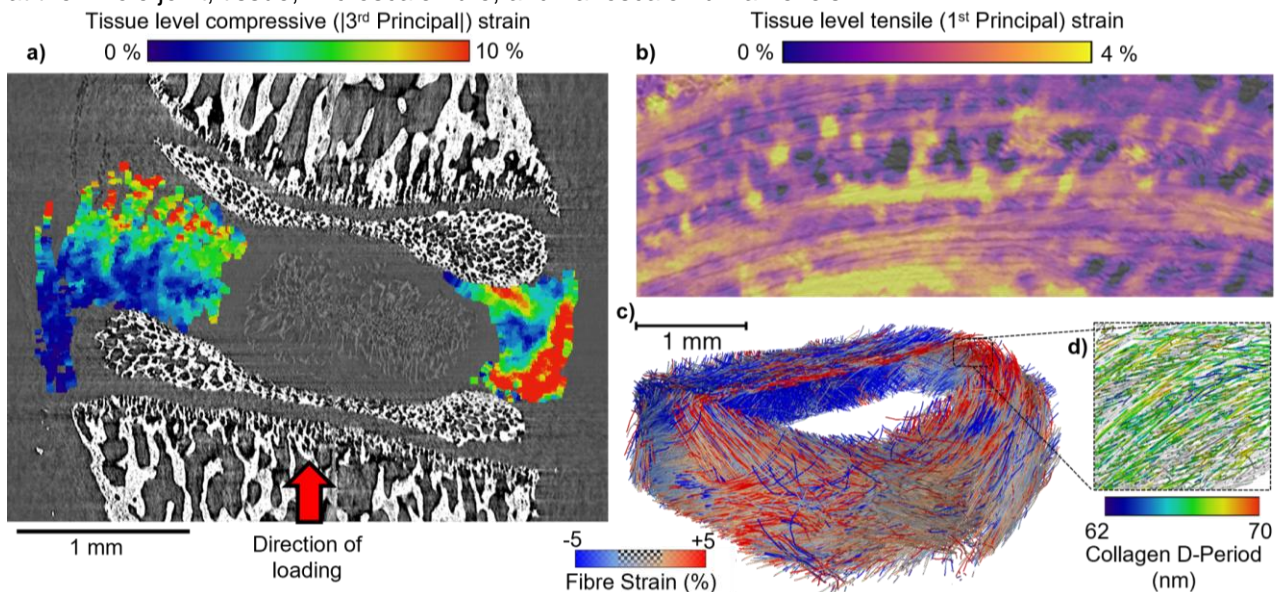 Tissue level compressive (|3rd Principal|) strain
a)
0 %
10 %
Tissue level tensile (1st Principal) strain
b)
0 %
4 %
c)
1 mm
d)
1 mm
Direction of
loading
-5
+5
Fibre Strain (%)
62
70
Collagen D-Period
(nm)